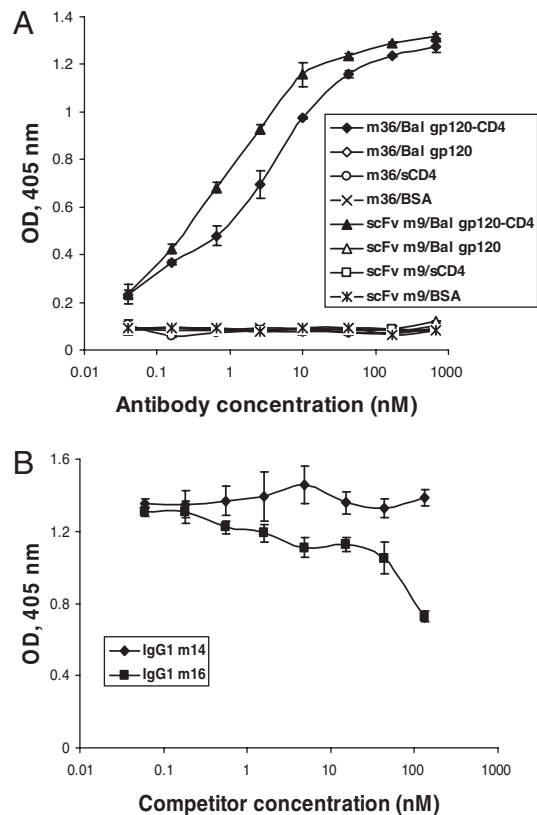 A
1.4
1.2
1
0.8
0.6
0.4
0.2
0
OD, 405 nm
m36/Bal gp120-CD4
m36/Bal gp120
m36/sCD4
m36/BSA
scFv m9/Bal gp120-CD4
scFv m9/Bal gp120
scFv m9/sCD4
scFv m9/BSA
0.01 0.1 1 10 100 1000
Antibody concentration (nM)
B
1.6
1.2
0.8
0.4
0
OD, 405 nm
IgG1 m14
IgG1 m16
0.01 0.1 1 10 100 1000
Competitor concentration (nM)